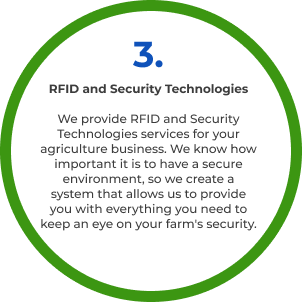 3.
RFID and Security Technologies
We provide RFID and Security
Technologies services for your
agriculture business. We know how
important it is to have a secure
environment, so we create a
system that allows us to provide
you with everything you need to
keep an eye on your farm's security.